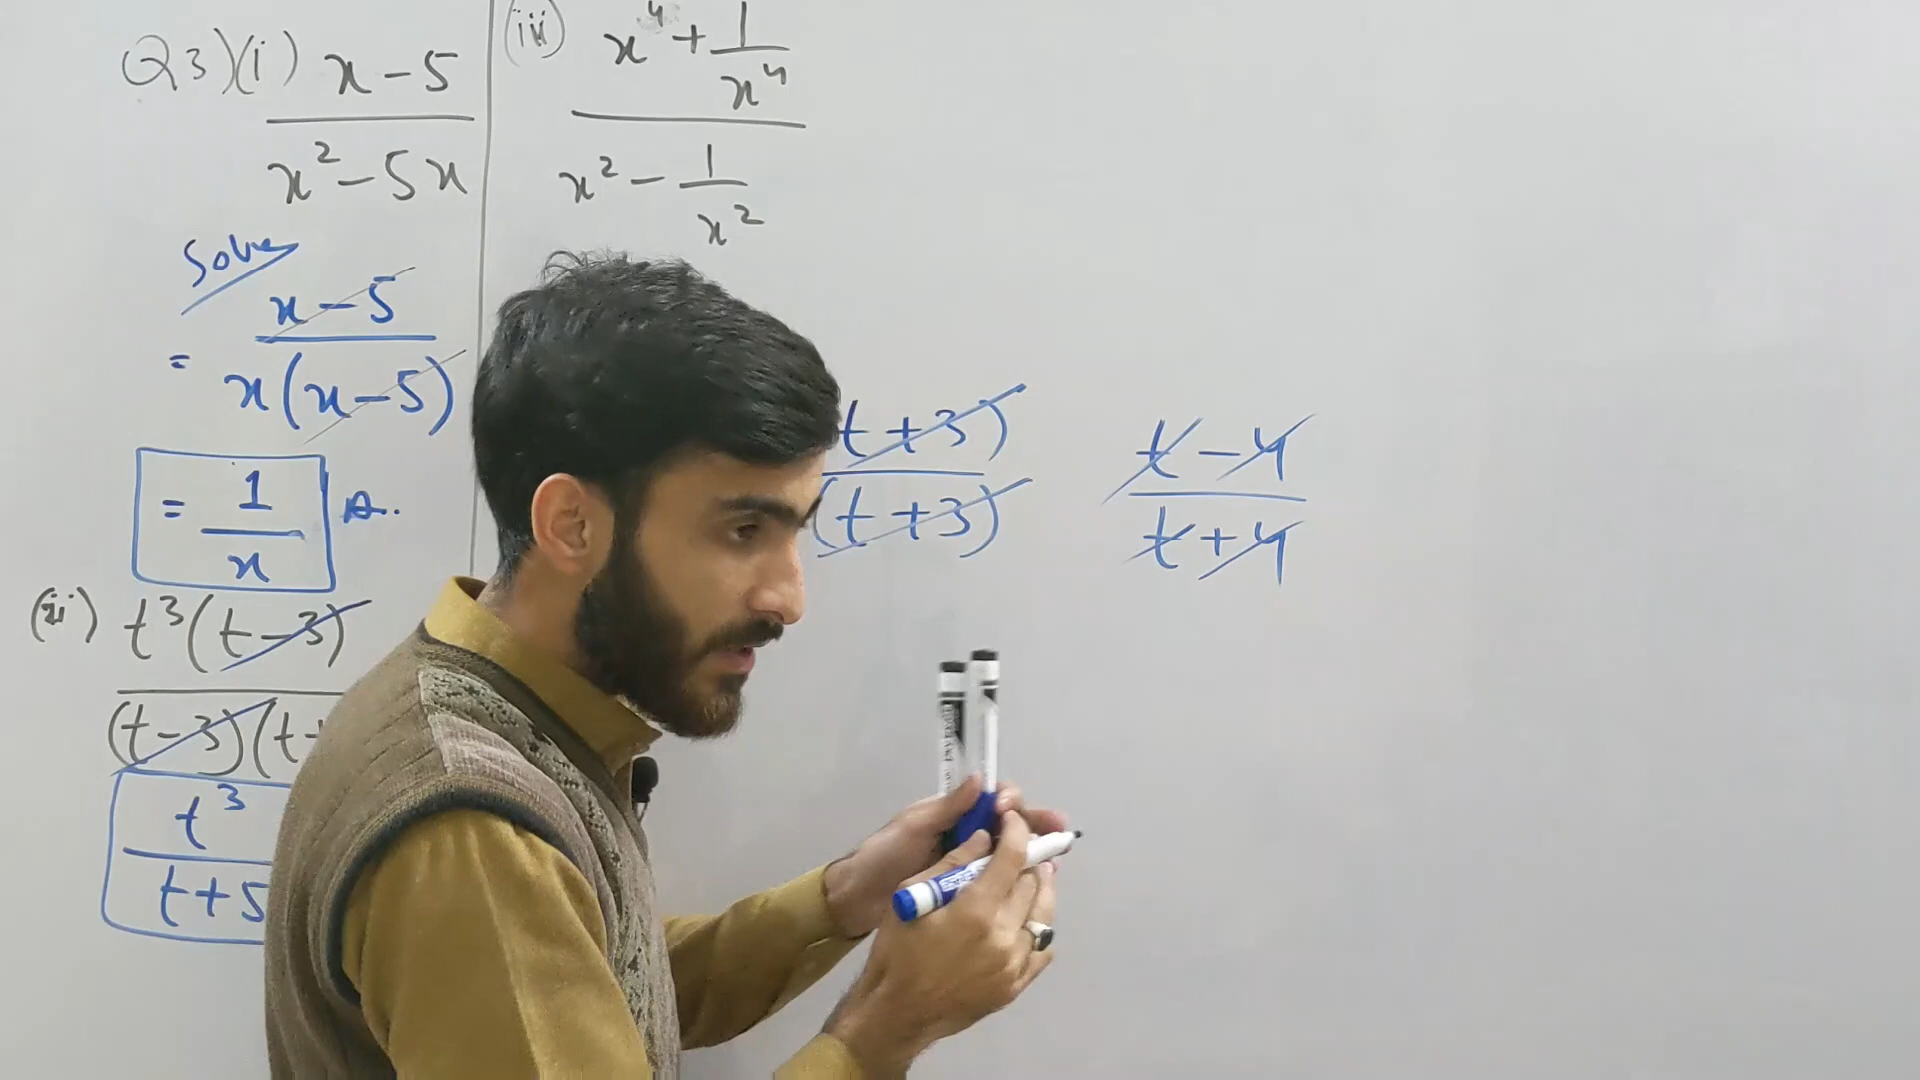 Q3)(i) x-5
x²-5x
Solve
x-5
= x(x-5)
= 1
x
(ii) t³(t-3)
(t-3)(t+
t³
t+5
(iii) x⁴+1
x⁴
x²-1
x²
t+3)
(t+3)
t-4
t+4